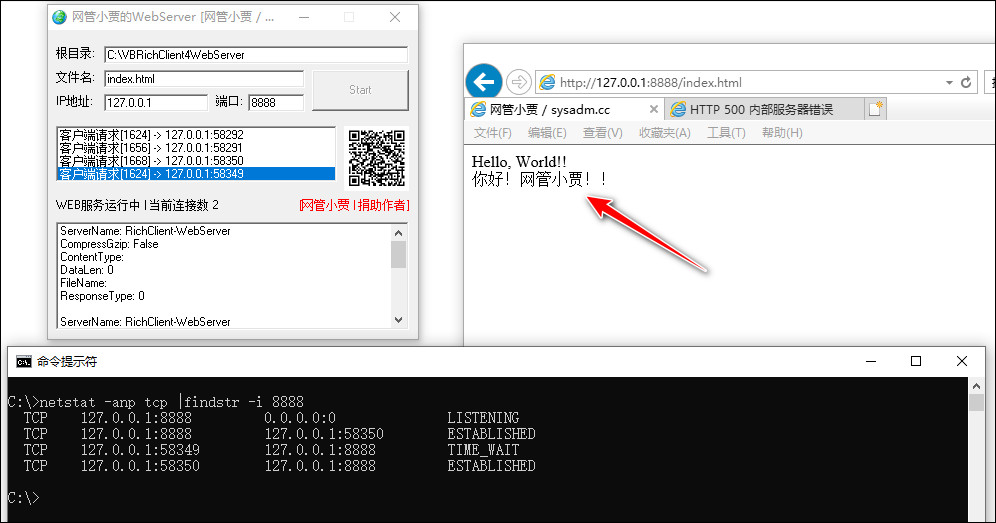 网管小贾的WebServer [网管小贾 / ...
根目录:
C:\VBRichClient4WebServer
文件名:
index.html
IP地址:
127.0.0.1
端口:
8888
Start
客户端请求[1624] -> 127.0.0.1:58292
客户端请求[1656] -> 127.0.0.1:58291
客户端请求[1668] -> 127.0.0.1:58350
客户端请求[1624] -> 127.0.0.1:58349
WEB服务运行中 | 当前连接数 2
[网管小贾 | 捐助作者]
ServerName: RichClient-WebServer
CompressGzip: False
ContentType:
DataLen: 0
FileName:
ResponseType: 0
ServerName: RichClient-WebServer
http://127.0.0.1:8888/index.html
网管小贾 / sysadm.cc
HTTP 500 内部服务器错误
文件(F) 编辑(E) 查看(V) 收藏夹(A) 工具(T) 帮助(H)
Hello, World!!
你好！网管小贾！！
命令提示符
C:\>netstat -anp tcp |findstr -i 8888
TCP 127.0.0.1:8888 0.0.0.0:0 LISTENING
TCP 127.0.0.1:8888 127.0.0.1:58350 ESTABLISHED
TCP 127.0.0.1:58349 127.0.0.1:8888 TIME_WAIT
TCP 127.0.0.1:58350 127.0.0.1:8888 ESTABLISHED
C:\>